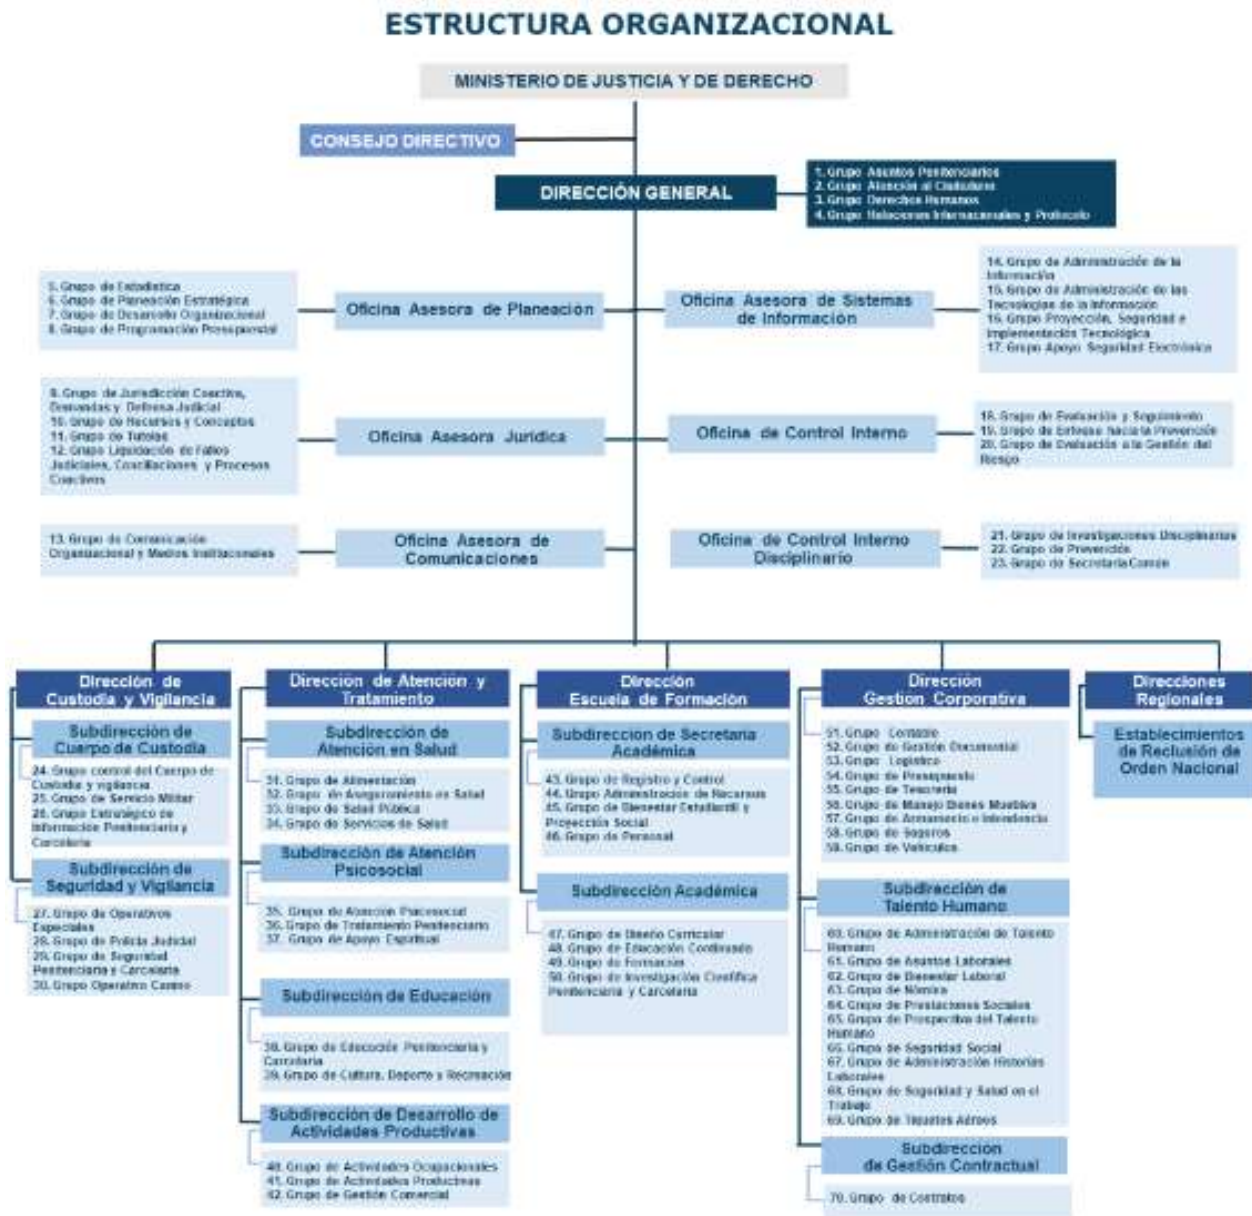 ESTRUCTURA ORGANIZACIONAL
MINISTERIO DE JUSTICIA Y DE DERECHO
CONSEJO DIRECTIVO
DIRECCIÓN GENERAL
1. Grupo Asuntos Penitenciarios
2. Grupo Atención al Ciudadano
3. Grupo Derechos Humanos
4. Grupo Relaciones Internacionales y Protocolo
5. Grupo de Estadística
6. Grupo de Planeación Estratégica
7. Grupo de Desarrollo Organizacional
8. Grupo de Programación Presupuestal
Oficina Asesora de Planeación
Oficina Asesora de Sistemas
de Información
14. Grupo de Administración de la
Información
15. Grupo de Administración de las
Tecnologías de la Información
16. Grupo Proyección, Seguridad e
Implementación Tecnológica
17. Grupo Apoyo Seguridad Electrónica
9. Grupo de Jurisdicción Coactiva,
Demandas y Defensa Judicial
10. Grupo de Recursos y Conceptos
11. Grupo de Tutelas
12. Grupo Liquidación de Fallos
Judiciales, Conciliaciones y Procesos
Coactivos
Oficina Asesora Jurídica
Oficina de Control Interno
18. Grupo de Evaluación y Seguimiento
19. Grupo de Enfoque hacia la Prevención
20. Grupo de Evaluación a la Gestión del
Riesgo
13. Grupo de Comunicación
Organizacional y Medios Institucionales
Oficina Asesora de
Comunicaciones
Oficina de Control Interno
Disciplinario
21. Grupo de Investigaciones Disciplinarias
22. Grupo de Prevención
23. Grupo de Secretaría Común
Dirección de
Custodia y Vigilancia
Subdirección de
Cuerpo de Custodia
24. Grupo control del Cuerpo de
Custodia y vigilancia
25. Grupo de Servicio Militar
26. Grupo Estratégico de
Información Penitenciaria y
Carcelaria
Subdirección de
Seguridad y Vigilancia
27. Grupo de Operativos
Especiales
28. Grupo de Policía Judicial
29. Grupo de Seguridad
Penitenciaria y Carcelaria
30. Grupo Operativo Canino
Dirección de Atención y
Tratamiento
Subdirección de
Atención en Salud
31. Grupo de Alimentación
32. Grupo de Aseguramiento en Salud
33. Grupo de Salud Pública
34. Grupo de Servicios de Salud
Subdirección de Atención
Psicosocial
35. Grupo de Atención Psicosocial
36. Grupo de Tratamiento Penitenciario
37. Grupo de Apoyo Espiritual
Subdirección de Educación
38. Grupo de Educación Penitenciaria y
Carcelaria
39. Grupo de Cultura, Deporte y Recreación
Subdirección de Desarrollo de
Actividades Productivas
40. Grupo de Actividades Ocupacionales
41. Grupo de Actividades Productivas
42. Grupo de Gestión Comercial
Dirección
Escuela de Formación
Subdirección de Secretaria
Académica
43. Grupo de Registro y Control
44. Grupo Administración de Recursos
45. Grupo de Bienestar Estudiantil y
Proyección Social
46. Grupo de Personal
Subdirección Académica
47. Grupo de Diseño Curricular
48. Grupo de Educación Continuada
49. Grupo de Formación
50. Grupo de Investigación Científica
Penitenciaria y Carcelaria
Dirección
Gestión Corporativa
51. Grupo Contable
52. Grupo de Gestión Documental
53. Grupo Logístico
54. Grupo de Presupuesto
55. Grupo de Tesorería
56. Grupo de Manejo Bienes Muebles
57. Grupo de Armamento e Intendencia
58. Grupo de Seguros
59. Grupo de Vehículos
Subdirección de
Talento Humano
60. Grupo de Administración de Talento
Humano
61. Grupo de Asuntos Laborales
62. Grupo de Bienestar Laboral
63. Grupo de Nómina
64. Grupo de Prestaciones Sociales
65. Grupo de Prospectiva del Talento
Humano
66. Grupo de Seguridad Social
67. Grupo de Administración Historias
Laborales
68. Grupo de Seguridad y Salud en el
Trabajo
69. Grupo de Tiquetes Aéreos
Subdirección
de Gestión Contractual
70. Grupo de Contratos
Direcciones
Regionales
Establecimientos
de Reclusión de
Orden Nacional